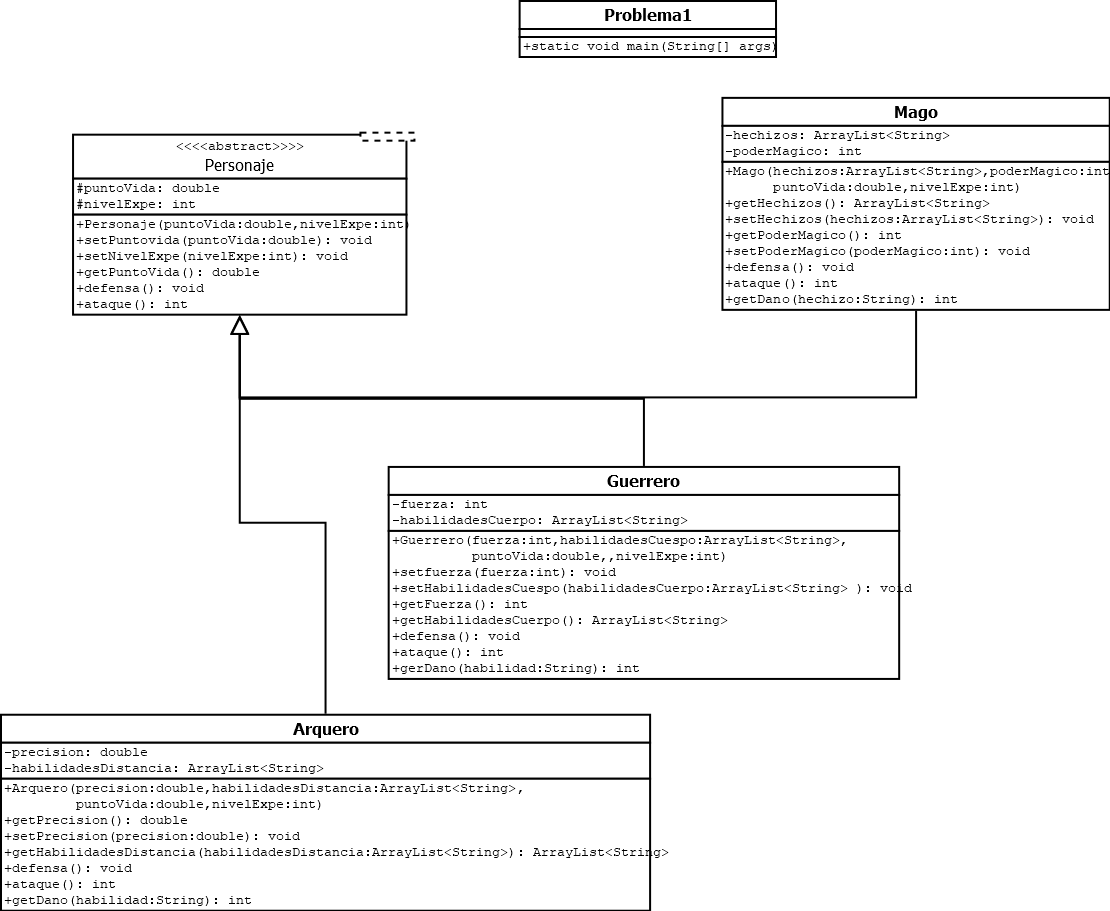 Problema1
+static void main(String[] args)
<<<<abstract>>>>
Personaje
#puntoVida: double
#nivelExpe: int
+Personaje(puntoVida:double,nivelExpe:int)
+setPuntovida(puntoVida:double): void
+setNivelExpe(nivelExpe:int): void
+getPuntoVida(): double
+defensa(): void
+ataque(): int
Mago
-hechizos: ArrayList<String>
-poderMagico: int
+Mago(hechizos:ArrayList<String>,poderMagico:int
puntoVida:double,nivelExpe:int)
+getHechizos(): ArrayList<String>
+setHechizos(hechizos:ArrayList<String>): void
+getPoderMagico(): int
+setPoderMagico(poderMagico:int): void
+defensa(): void
+ataque(): int
+getDano(hechizo:String): int
Guerrero
-fuerza: int
-habilidadesCuerpo: ArrayList<String>
+Guerrero(fuerza:int,habilidadesCuespo:ArrayList<String>,
puntoVida:double,,nivelExpe:int)
+setfuerza(fuerza:int): void
+setHabilidadesCuespo(habilidadesCuerpo:ArrayList<String> ): void
+getFuerza(): int
+getHabilidadesCuerpo(): ArrayList<String>
+defensa(): void
+ataque(): int
+gerDano(habilidad:String): int
Arquero
-precision: double
-habilidadesDistancia: ArrayList<String>
+Arquero(precision:double,habilidadesDistancia:ArrayList<String>,
puntoVida:double,nivelExpe:int)
+getPrecision(): double
+setPrecision(precision:double): void
+getHabilidadesDistancia(habilidadesDistancia:ArrayList<String>): ArrayList<String>
+defensa(): void
+ataque(): int
+getDano(habilidad:String): int